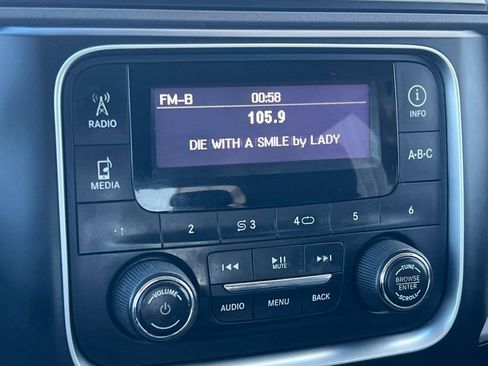 FM-B 00:58
105.9
DIE WITH A SMILE by LADY
RADIO
INFO
MEDIA
A-B-C
1 2 3 4 5 6
MUTE
VOLUME
AUDIO MENU BACK
TUNE
BROWSE
ENTER
SCROLL